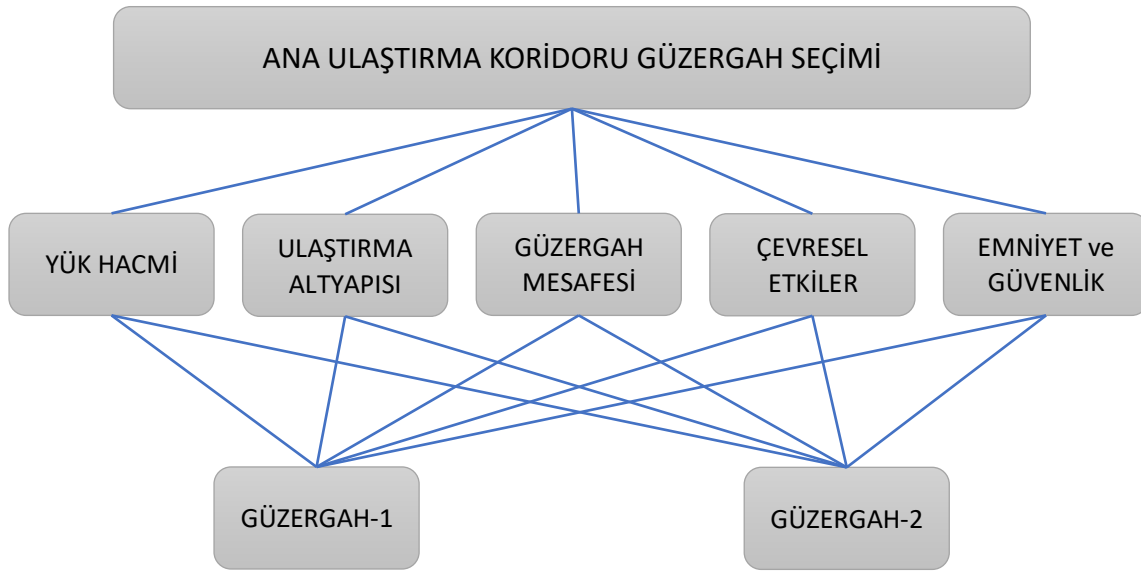 ANA ULAŞTIRMA KORİDORU GÜZERGAH SEÇİMİ
YÜK HACMİ
ULAŞTIRMA
ALTYAPISI
GÜZERGAH
MESAFESİ
ÇEVRESEL
ETKİLER
EMNİYET ve
GÜVENLİK
GÜZERGAH-1
GÜZERGAH-2